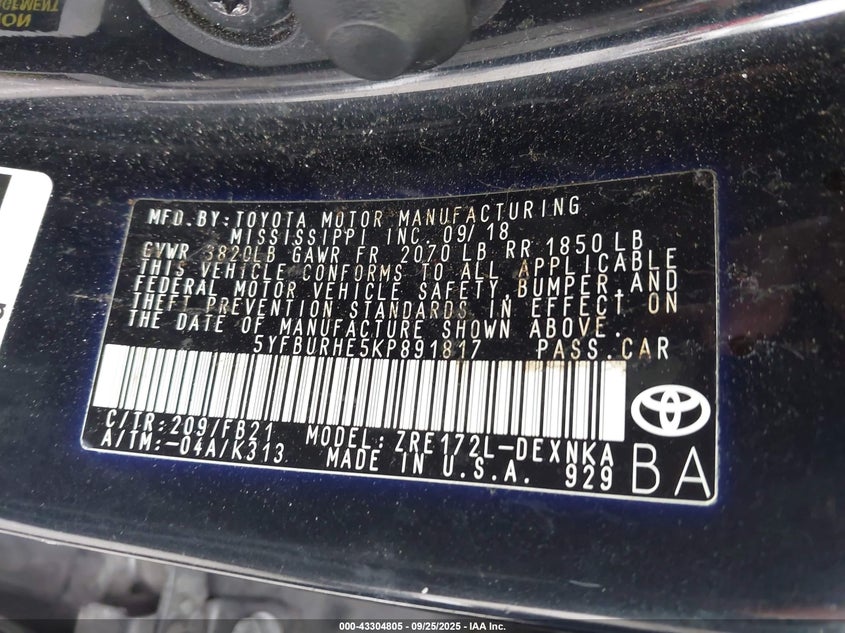 GEMENT
ION
MFD.BY:TOYOTA MOTOR MANUFACTURING
MISSISSIPPI INC. 09/18
GVWR 3820LB GAWR FR 2070 LB RR 1850 LB
THIS VEHICLE CONFORMS TO ALL APPLICABLE
FEDERAL MOTOR VEHICLE SAFETY,BUMPER,AND
THEFT PREVENTION STANDARDS IN EFFECT ON
THE DATE OF MANUFACTURE SHOWN ABOVE.
5YFBURHE5KP891817 PASS.CAR
C/TR:209/FB21 MODEL:ZRE172L-DEXNKA
A/TM:-04A/K313 MADE IN U.S.A. 929
BA
000-43304805 - 09/25/2025 - IAA Inc.